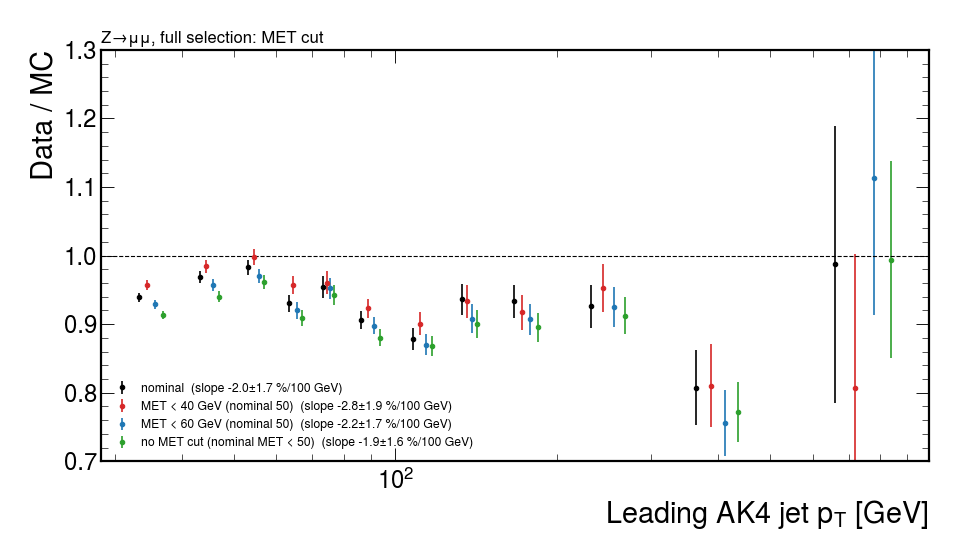 Z→μμ, full selection: MET cut
Data / MC
1.3
1.2
1.1
1.0
0.9
0.8
0.7
nominal (slope -2.0±1.7 %/100 GeV)
MET < 40 GeV (nominal 50) (slope -2.8±1.9 %/100 GeV)
MET < 60 GeV (nominal 50) (slope -2.2±1.7 %/100 GeV)
no MET cut (nominal MET < 50) (slope -1.9±1.6 %/100 GeV)
10²
Leading AK4 jet p_T [GeV]